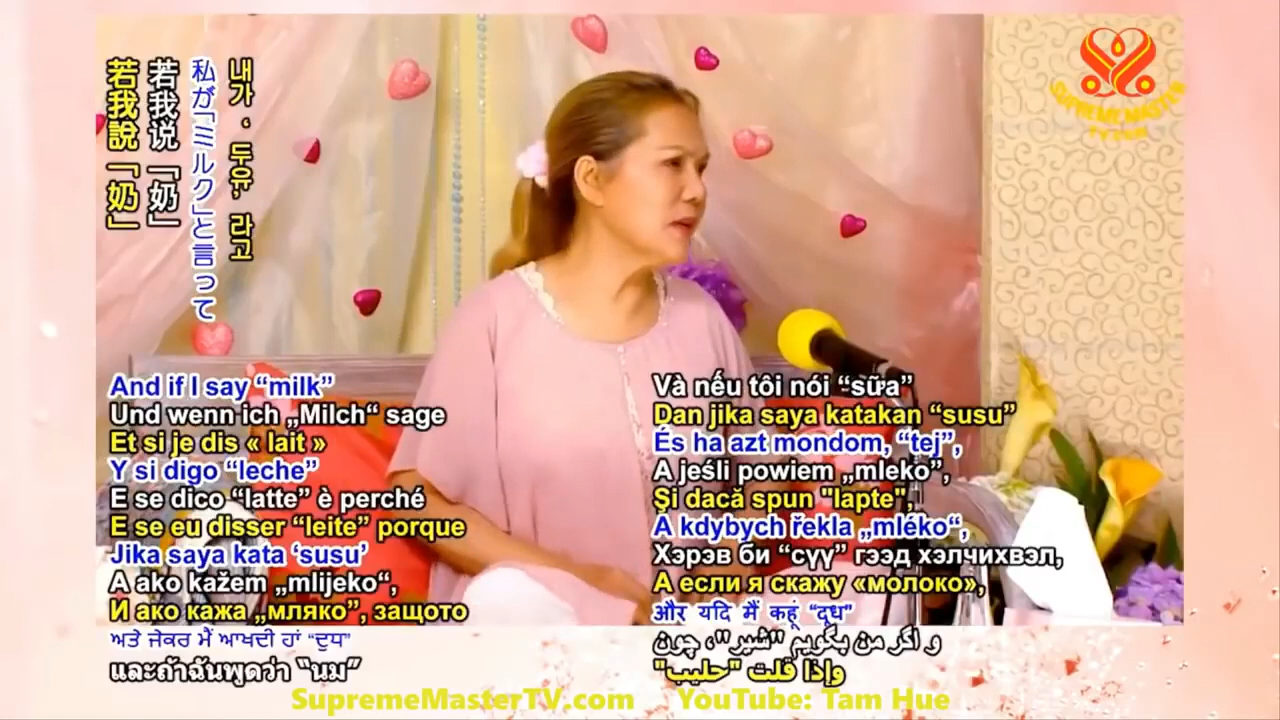 내가 ‘두유’ 라고
私が「ミルク」と言って
若我说「奶」
若我說「奶」
SUPREME MASTER
And if I say “milk”
Und wenn ich „Milch“ sage
Et si je dis « lait »
Y si digo “leche”
E se dico “latte” è perché
E se eu disser “leite” porque
Jika saya kata ‘susu’
A ako kažem „mlijeko“,
И ако кажа „мляко”, защото
ਅਤੇ ਜੇਕਰ ਮੈਂ ਆਖਦੀ ਹਾਂ “ਦੁਧ”
และถ้าฉันพูดว่า “นม”
Và nếu tôi nói “sữa”
Dan jika saya katakan “susu”
És ha azt mondom, “tej”,
A jeśli powiem „mleko”,
Şi dacă spun "lapte",
A kdybych řekla „mléko“,
Хэрэв би “сүү” гээд хэлчихвэл,
А если я скажу «молоко»,
और यदि मैं कहूं “दूध”
و اگر من بگویم "شیر"، چون
وإذا قلت "حليب"
SupremeMasterTV.com YouTube: Tam Hue